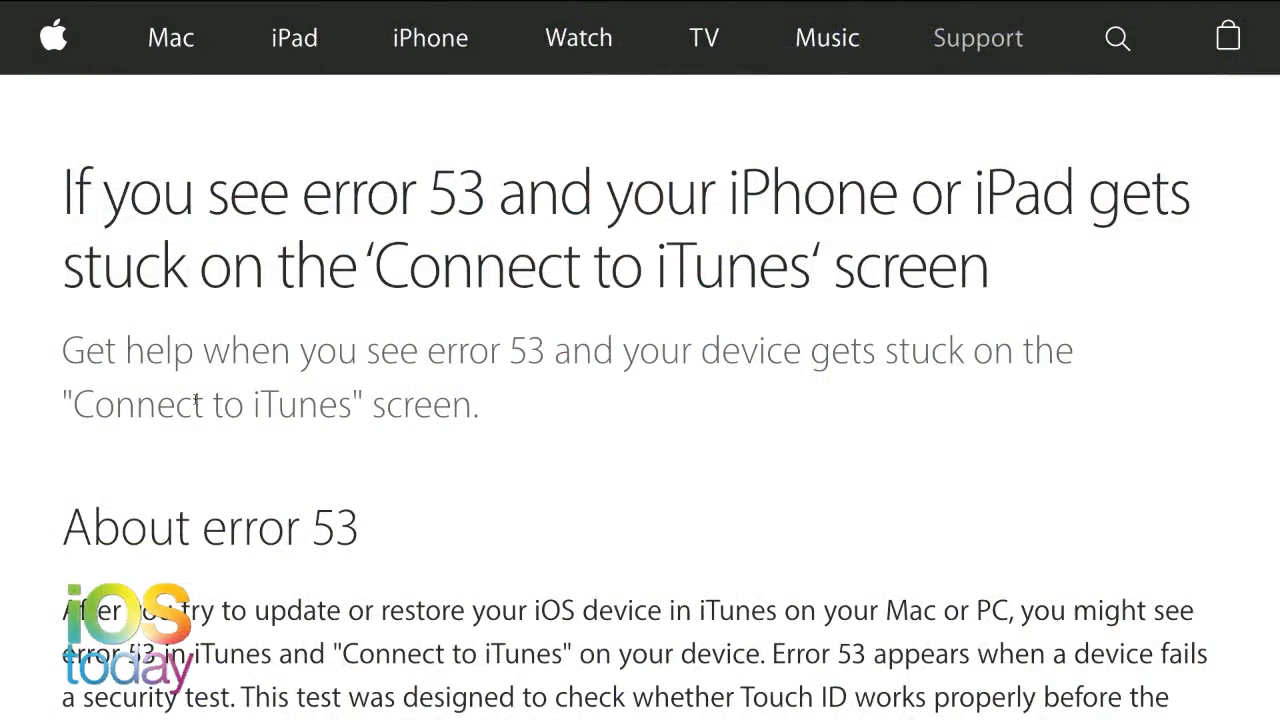 Mac iPad iPhone Watch TV Music Support
If you see error 53 and your iPhone or iPad gets
stuck on the ‘Connect to iTunes‘ screen
Get help when you see error 53 and your device gets stuck on the
"Connect to iTunes" screen.
About error 53
After you try to update or restore your iOS device in iTunes on your Mac or PC, you might see
error 53 in iTunes and "Connect to iTunes" on your device. Error 53 appears when a device fails
a security test. This test was designed to check whether Touch ID works properly before the
iOS
today